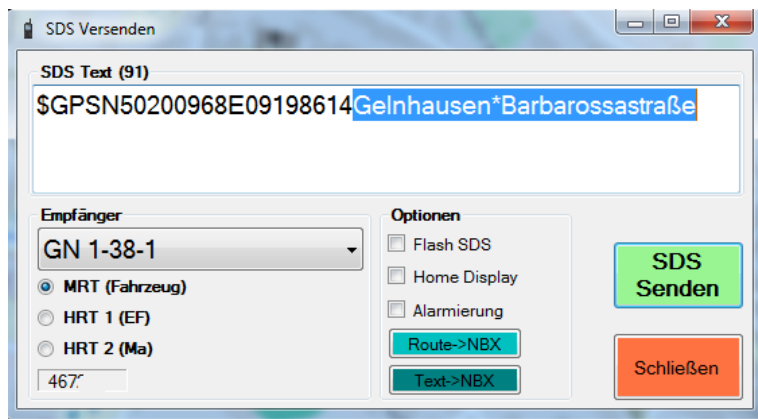 SDS Versenden
SDS Text (91)
$GPSN50200968E09198614Gelnhausen*Barbarossastraße
Empfänger
GN 1-38-1
MRT (Fahrzeug)
HRT 1 (EF)
HRT 2 (Ma)
Optionen
Flash SDS
Home Display
Alarmierung
Route->NBX
Text->NBX
SDS
Senden
Schließen